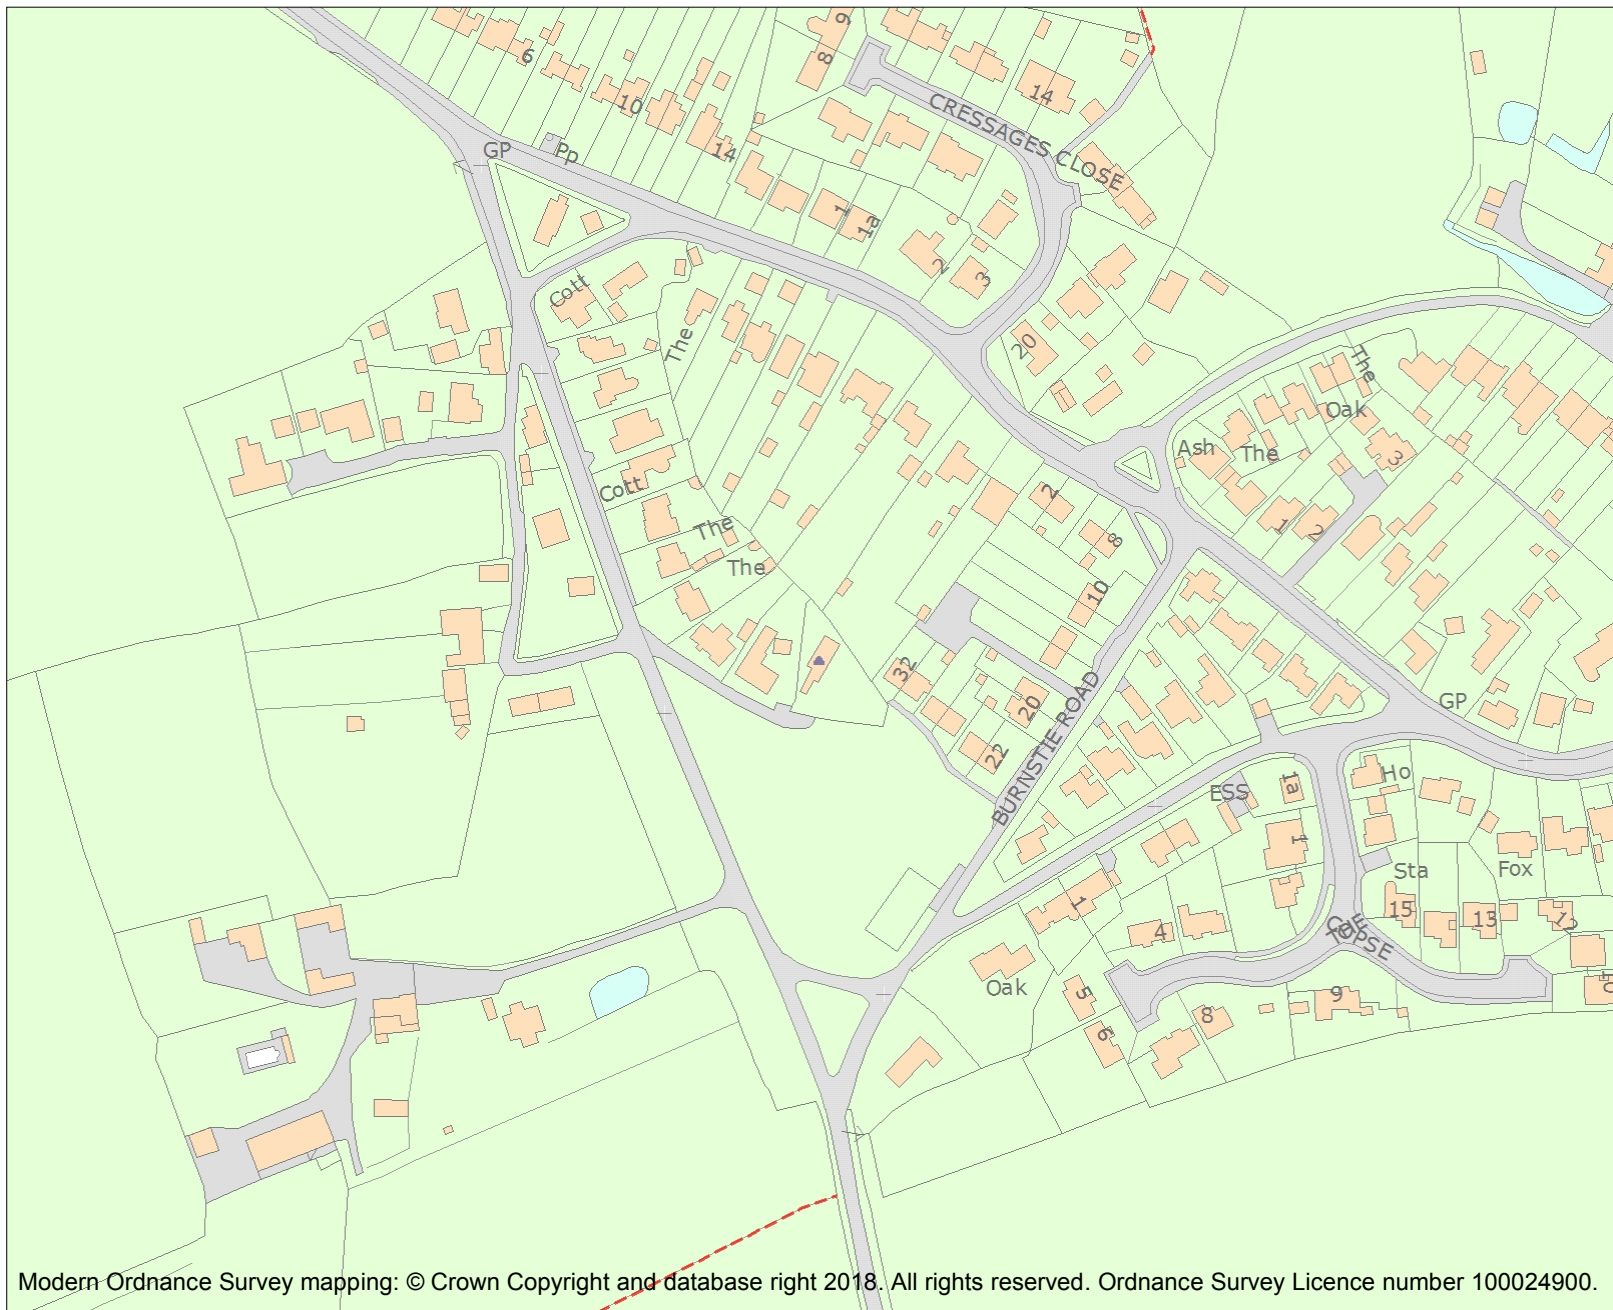 6
9
8
10
14
CRESSAGES CLOSE
14
GP
Pp
14
1
1a
2
3
Cott
The
20
The
Oak
Ash
The
3
1
2
Cott
The
The
2
8
10
32
20
22
BURNSTIE ROAD
GP
ESS
1a
Ho
1
Sta
Fox
1
4
15
13
12
THE
COPSE
Oak
5
6
8
9
10
Modern Ordnance Survey mapping: © Crown Copyright and database right 2018. All rights reserved. Ordnance Survey Licence number 100024900.